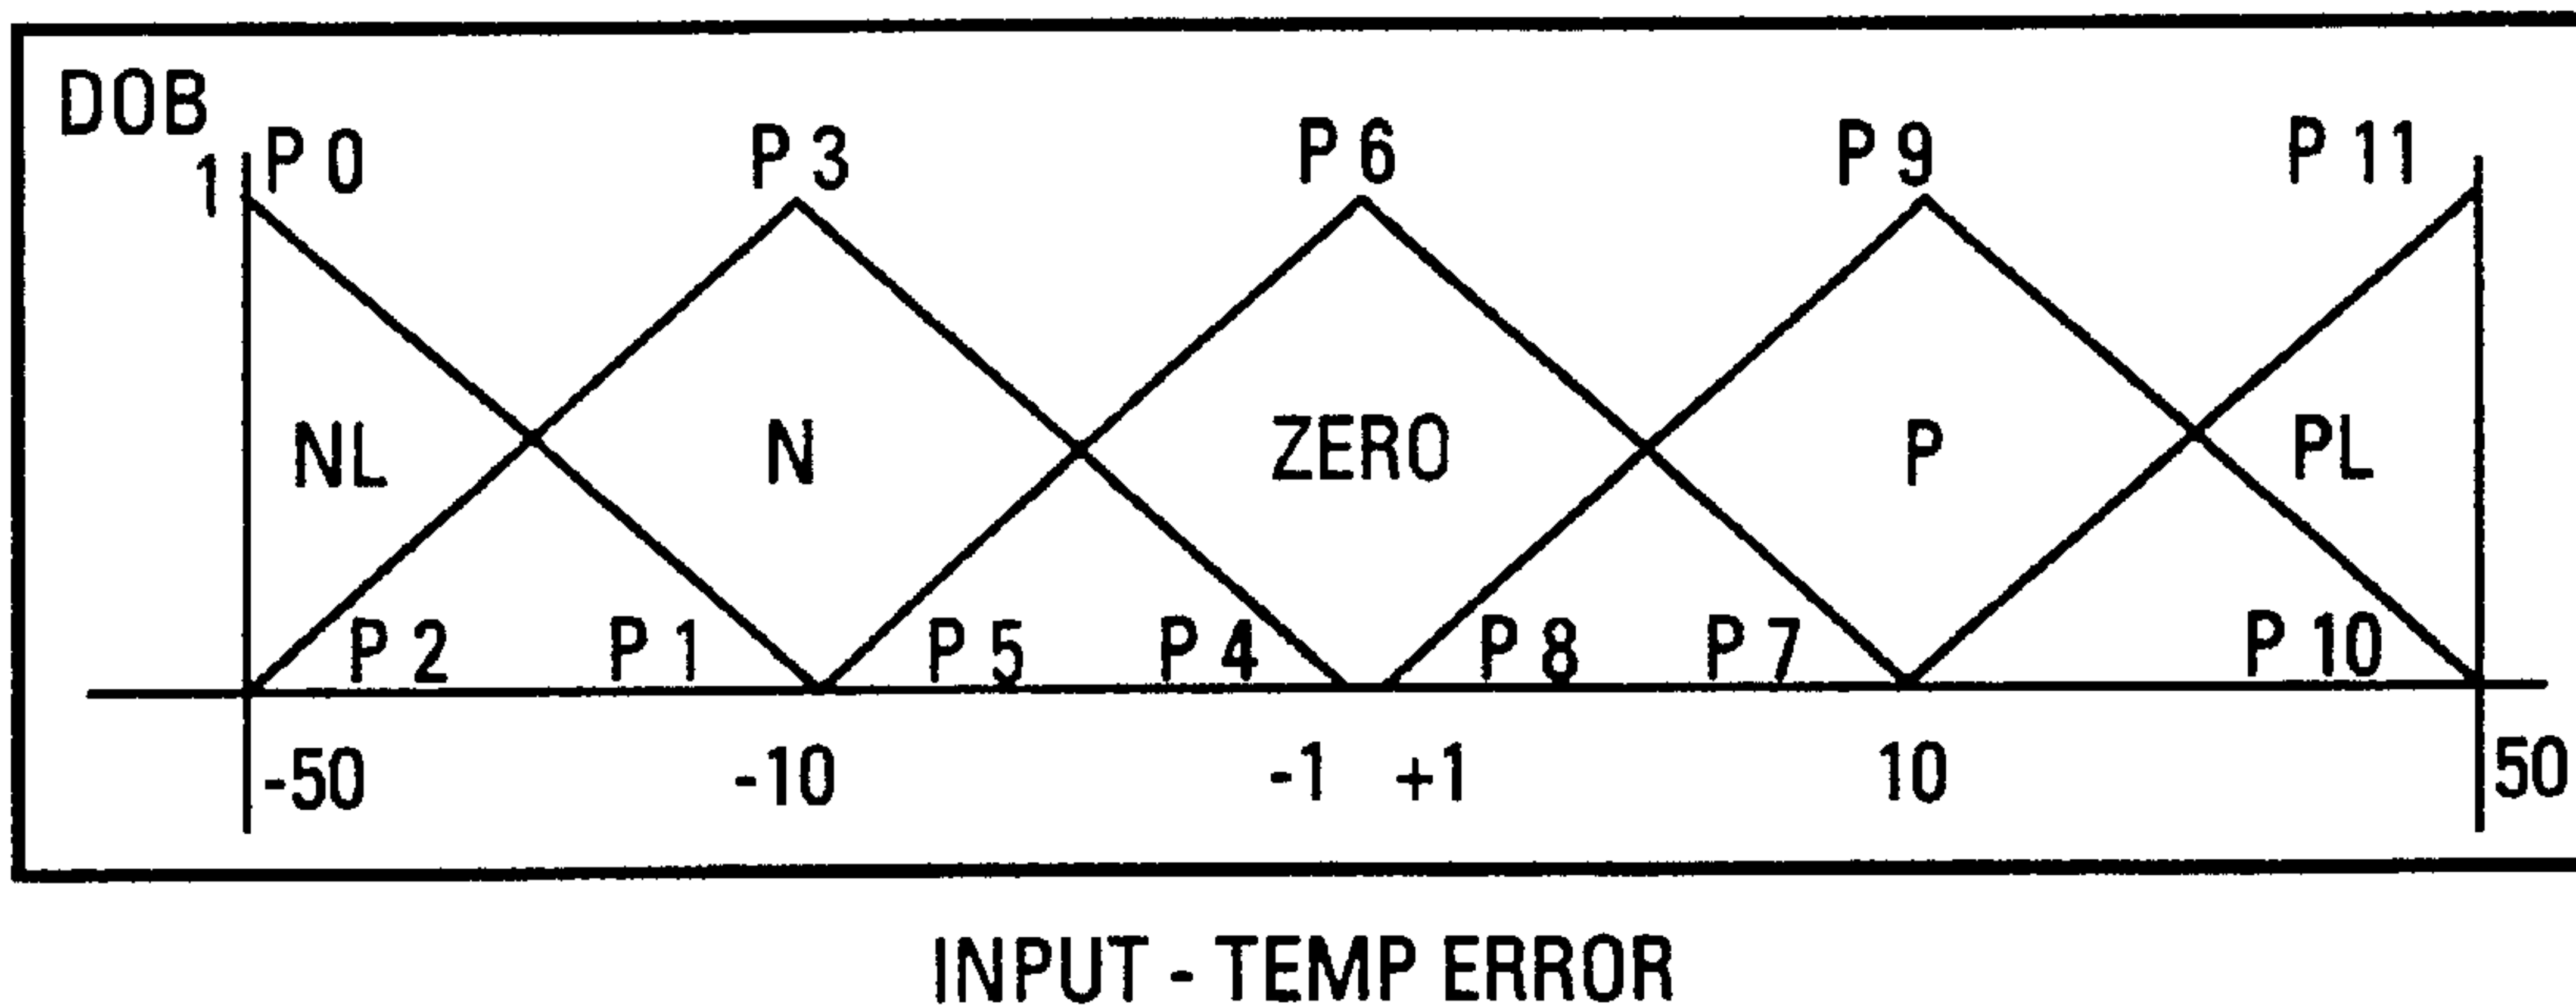 DOB
1 P 0 P 3 P 6 P 9 P 11
NL N ZERO P PL
P 2 P 1 P 5 P 4 P 8 P 7 P 10
-50 -10 -1 +1 10 50
INPUT - TEMP ERROR